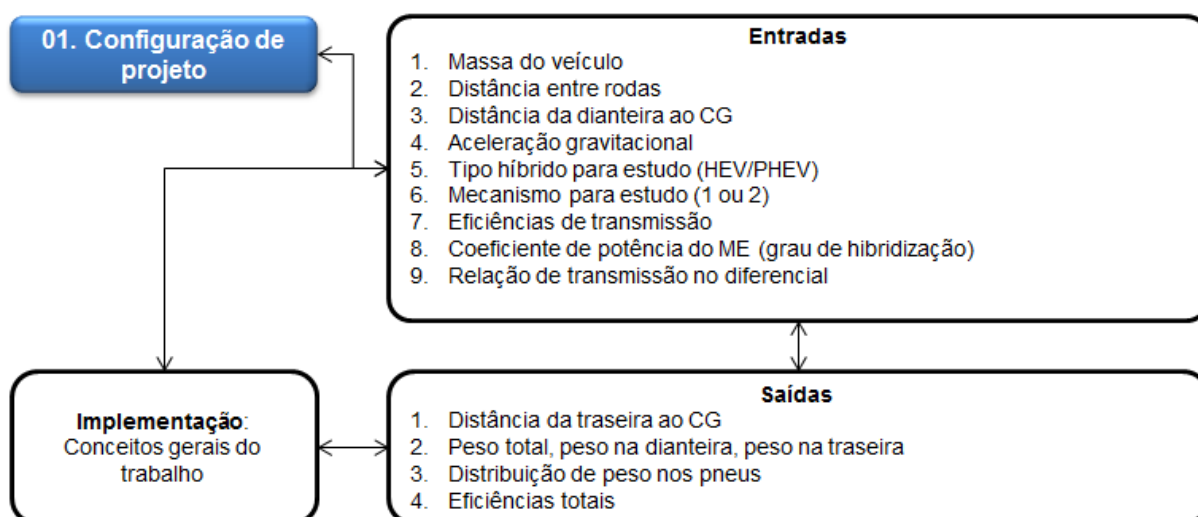 01. Configuração de
projeto
Entradas
1. Massa do veículo
2. Distância entre rodas
3. Distância da dianteira ao CG
4. Aceleração gravitacional
5. Tipo híbrido para estudo (HEV/PHEV)
6. Mecanismo para estudo (1 ou 2)
7. Eficiências de transmissão
8. Coeficiente de potência do ME (grau de hibridização)
9. Relação de transmissão no diferencial
Implementação:
Conceitos gerais do
trabalho
Saídas
1. Distância da traseira ao CG
2. Peso total, peso na dianteira, peso na traseira
3. Distribuição de peso nos pneus
4. Eficiências totais